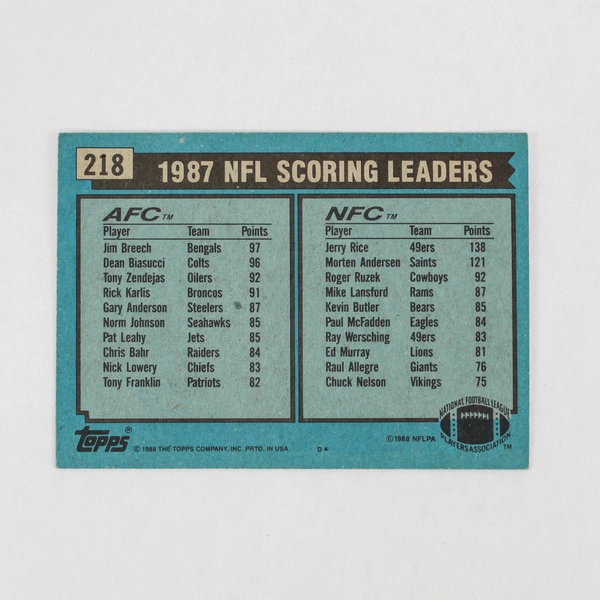 218
1987 NFL SCORING LEADERS
AFC TM
Player Team Points
Jim Breech Bengals 97
Dean Biasucci Colts 96
Tony Zendejas Oilers 92
Rick Karlis Broncos 91
Gary Anderson Steelers 87
Norm Johnson Seahawks 85
Pat Leahy Jets 85
Chris Bahr Raiders 84
Nick Lowery Chiefs 83
Tony Franklin Patriots 82
NFC TM
Player Team Points
Jerry Rice 49ers 138
Morten Andersen Saints 121
Roger Ruzek Cowboys 92
Mike Lansford Rams 87
Kevin Butler Bears 85
Paul McFadden Eagles 84
Ray Wersching 49ers 83
Ed Murray Lions 81
Raul Allegre Giants 76
Chuck Nelson Vikings 75
Topps®
© 1988 THE TOPPS COMPANY, INC. PRTD. IN USA. D*
©1988 NFLPA
NATIONAL FOOTBALL LEAGUE
PLAYERS ASSOCIATION TM